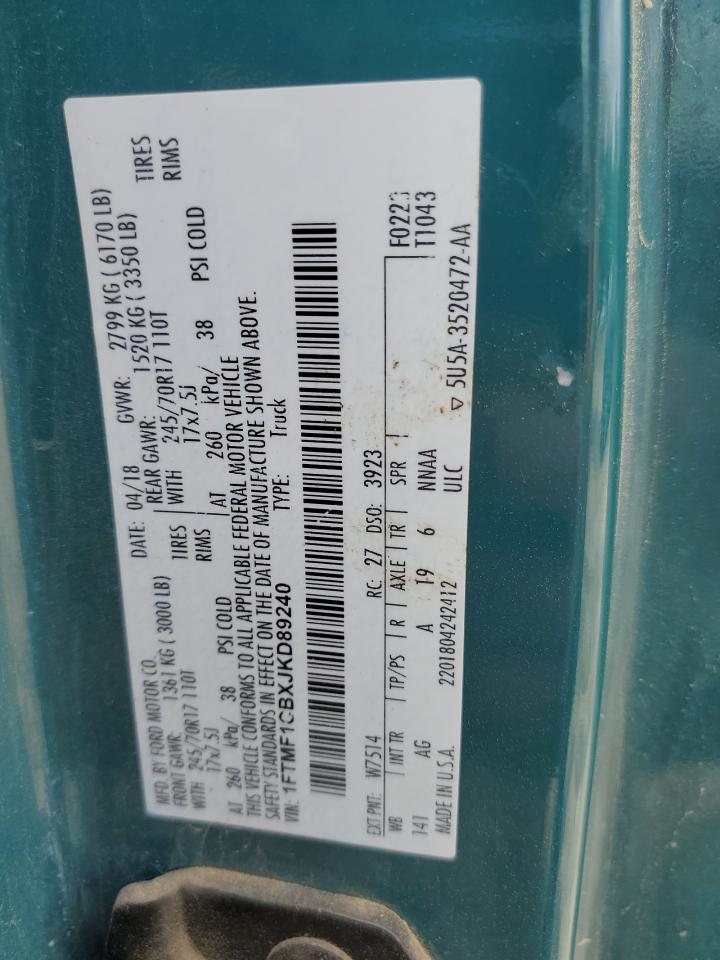 MFD. BY FORD MOTOR CO.
DATE: 04/18 GVWR: 2799 KG ( 6170 LB)
FRONT GAWR: 1361 KG ( 3000 LB) REAR GAWR: 1520 KG ( 3350 LB)
WITH 245/70R17 110T TIRES WITH 245/70R17 110T TIRES
17x7.5J RIMS 17x7.5J RIMS
AT 260 kPa/ 38 PSI COLD AT 260 kPa/ 38 PSI COLD
THIS VEHICLE CONFORMS TO ALL APPLICABLE FEDERAL MOTOR VEHICLE
SAFETY STANDARDS IN EFFECT ON THE DATE OF MANUFACTURE SHOWN ABOVE.
VIN: 1FTMF1CBXJKD89240 TYPE: Truck
EXT PNT: W7514 RC: 27 DSO: 3923
WB INT TR TP/PS R AXLE TR SPR
F0223
T1043
141 AG A 19 6 NNAA
ULC
MADE IN U.S.A. 2201804242412
5U5A-3520472-AA